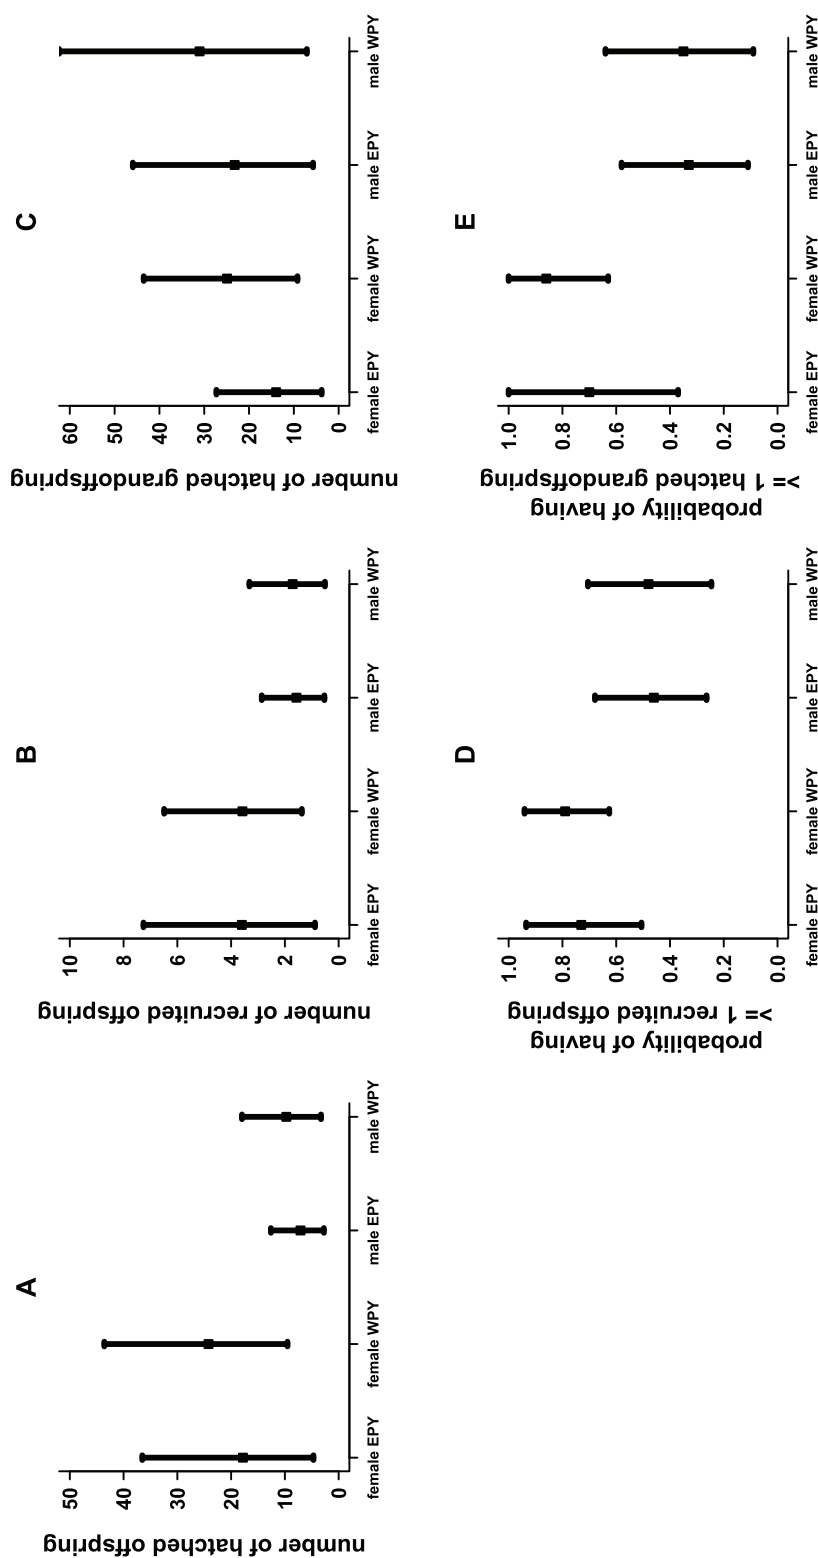 A
number of hatched offspring
50
40
30
20
10
0
female EPY
female WPY
male EPY
male WPY
B
number of recruited offspring
10
8
6
4
2
0
female EPY
female WPY
male EPY
male WPY
C
number of hatched grandoffspring
60
50
40
30
20
10
0
female EPY
female WPY
male EPY
male WPY
D
probability of having
>= 1 recruited offspring
1.0
0.8
0.6
0.4
0.2
0.0
female EPY
female WPY
male EPY
male WPY
E
probability of having
>= 1 hatched grandoffspring
1.0
0.8
0.6
0.4
0.2
0.0
female EPY
female WPY
male EPY
male WPY